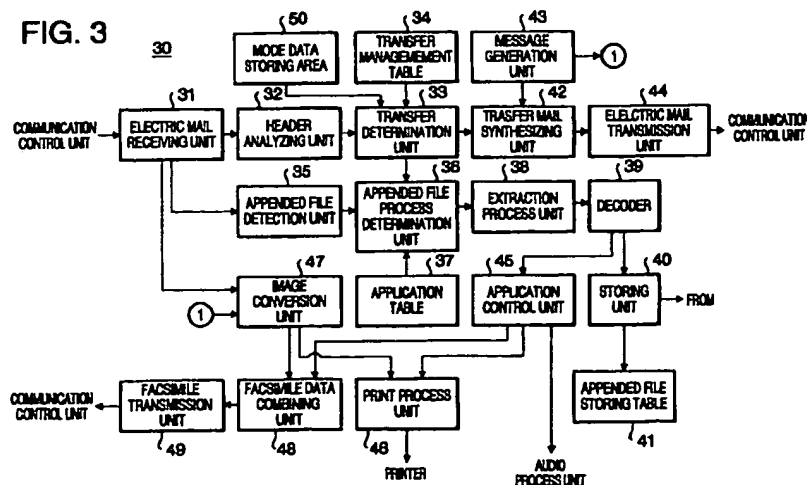 FIG. 3
30
50
MODE DATA
STORING AREA
34
TRANSFER
MANAGEMEMENT
TABLE
43
MESSAGE
GENERATION
UNIT
1
COMMUNICATION
CONTROL UNIT
31
ELECTRIC MAIL
RECEIVING UNIT
32
HEADER
ANALYZING UNIT
33
TRANSFER
DETERMINATION
UNIT
42
TRASFER MAIL
SYNTHESIZING
UNIT
44
ELELCTRIC MAIL
TRANSMISSION
UNIT
COMMUNICATION
CONTROL UNIT
35
APPENDED FILE
DETECTION UNIT
36
APPENDED FILE
PROCESS
DETERMINATION
UNIT
38
EXTRACTION
PROCESS UNIT
39
DECODER
47
IMAGE
CONVERSION
UNIT
1
37
APPLICATION
TABLE
45
APPLICATION
CONTROL UNIT
40
STORING
UNIT
FROM
COMMUNICATION
CONTROL UNIT
FACSIMILE
TRANSMISSION
UNIT
49
FACSIMILE DATA
COMBINING
UNIT
48
PRINT PROCESS
UNIT
46
APPENDED FILE
STORING TABLE
41
PRINTER
AUDIO
PROCESS UNIT